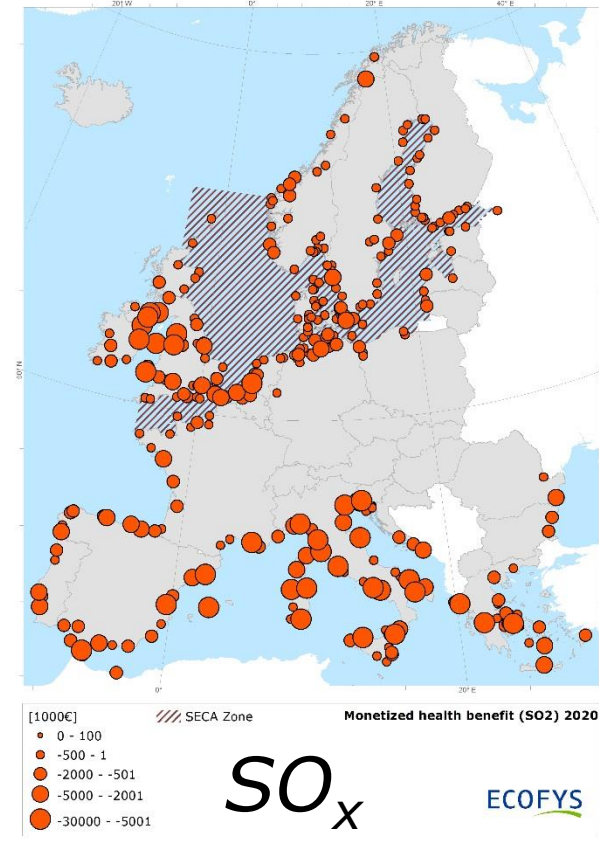 20°W 0° 20° E 40° E
60° N
0° 20° E
[1000€]
SECA Zone
Monetized health benefit (SO2) 2020
0 - 100
-500 - 1
-2000 - -501
-5000 - -2001
-30000 - -5001
SOx
ECOFYS